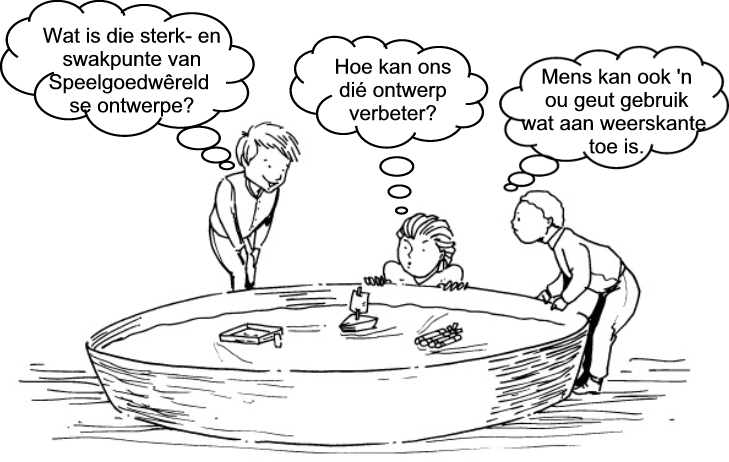 Wat is die sterk- en
swakpunte van
Speelgoedwêreld
se ontwerpe?
Hoe kan ons
dié ontwerp
verbeter?
Mens kan ook 'n
ou geut gebruik
wat aan weerskante
toe is.